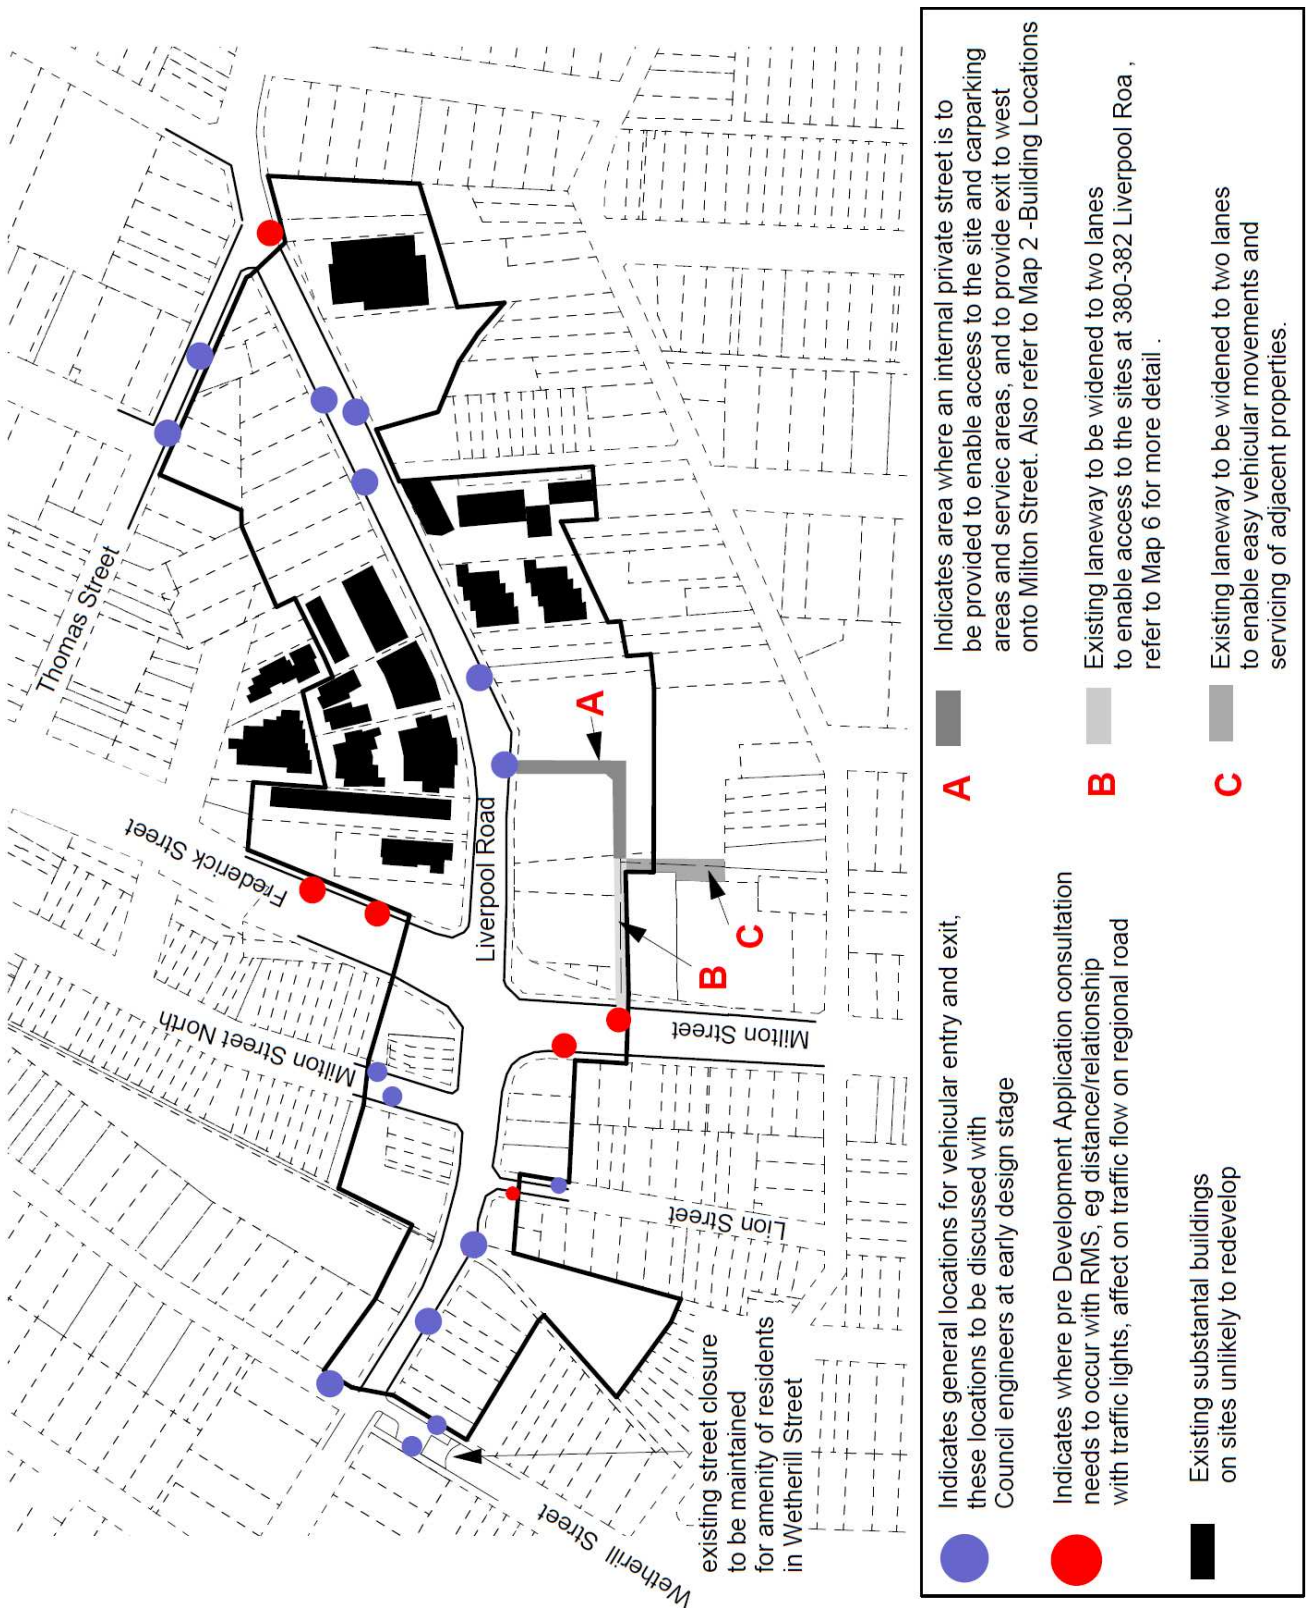 Thomas Street
Frederick Street
Milton Street North
Liverpool Road
A
B
C
Milton Street
Lion Street
Wetherill Street
existing street closure
to be maintained
for amenity of residents
in Wetherill Street
Indicates general locations for vehicular entry and exit,
these locations to be discussed with
Council engineers at early design stage
Indicates where pre Development Application consultation
needs to occur with RMS, eg distance/relationship
with traffic lights, affect on traffic flow on regional road
Existing substantal buildings
on sites unlikely to redevelop
A
Indicates area where an internal private street is to
be provided to enable access to the site and carparking
areas and serviec areas, and to provide exit to west
onto Milton Street. Also refer to Map 2 -Building Locations
B
Existing laneway to be widened to two lanes
to enable access to the sites at 380-382 Liverpool Roa ,
refer to Map 6 for more detail .
C
Existing laneway to be widened to two lanes
to enable easy vehicular movements and
servicing of adjacent properties.